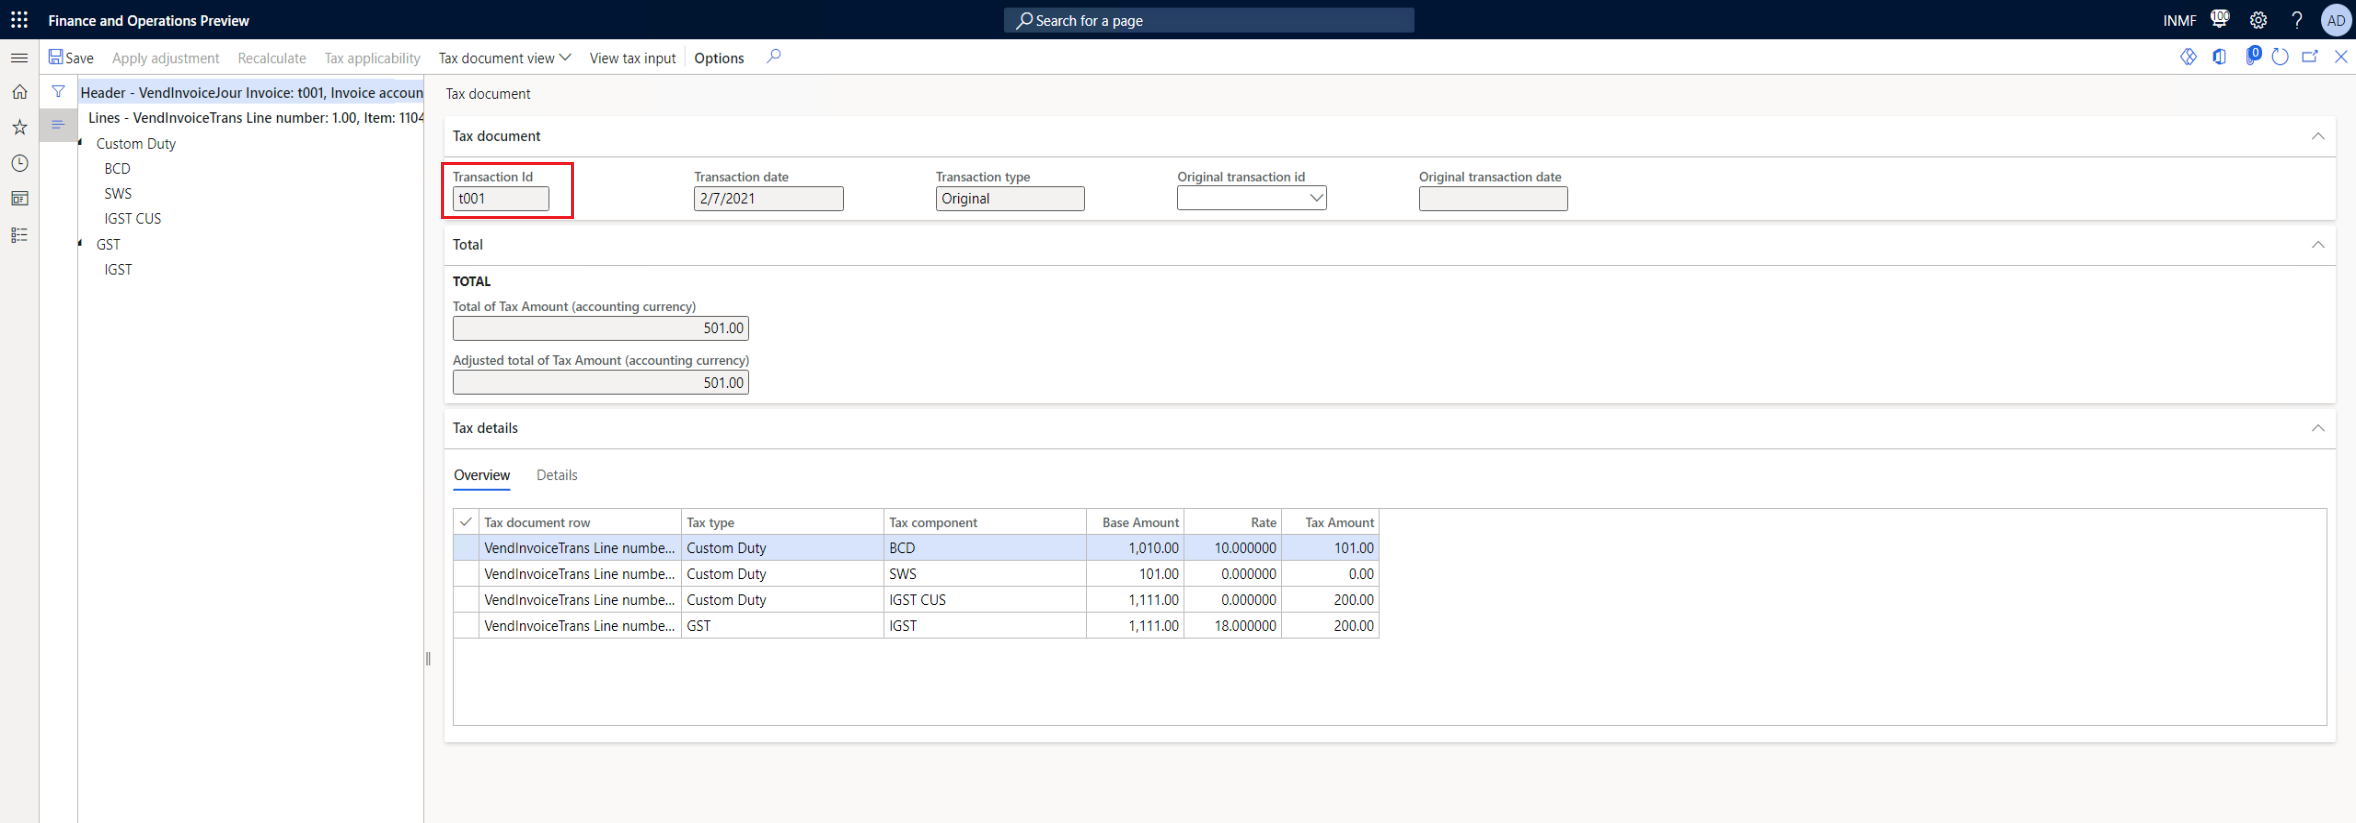 Finance and Operations Preview
Search for a page
INMF
100
?
AD
Save Apply adjustment Recalculate Tax applicability Tax document view View tax input Options
0
Header - VendInvoiceJour Invoice: t001, Invoice accoun
Lines - VendInvoiceTrans Line number: 1.00, Item: 1104
Custom Duty
BCD
SWS
IGST CUS
GST
IGST
Tax document
Tax document
Transaction Id Transaction date Transaction type Original transaction id Original transaction date
t001 2/7/2021 Original
Total
TOTAL
Total of Tax Amount (accounting currency)
501.00
Adjusted total of Tax Amount (accounting currency)
501.00
Tax details
Overview Details
Tax document row Tax type Tax component Base Amount Rate Tax Amount
VendInvoiceTrans Line numbe... Custom Duty BCD 1,010.00 10.000000 101.00
VendInvoiceTrans Line numbe... Custom Duty SWS 101.00 0.000000 0.00
VendInvoiceTrans Line numbe... Custom Duty IGST CUS 1,111.00 0.000000 200.00
VendInvoiceTrans Line numbe... GST IGST 1,111.00 18.000000 200.00